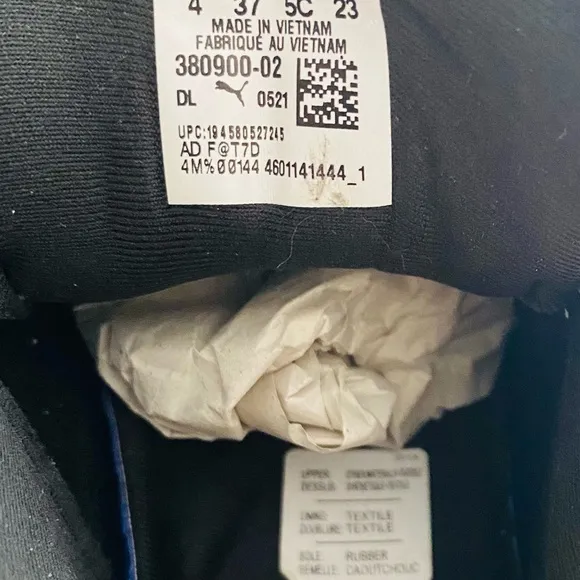 4 37 5C 23
MADE IN VIETNAM
FABRIQUÉ AU VIETNAM
380900-02
DL 0521
UPC:194580527245
AD F@T7D
4M%00144 4601141444_1
UPPER
DESSUS
LINING TEXTILE
DOUBLURE TEXTILE
SOLE RUBBER
SEMELLE CAOUTCHOUC